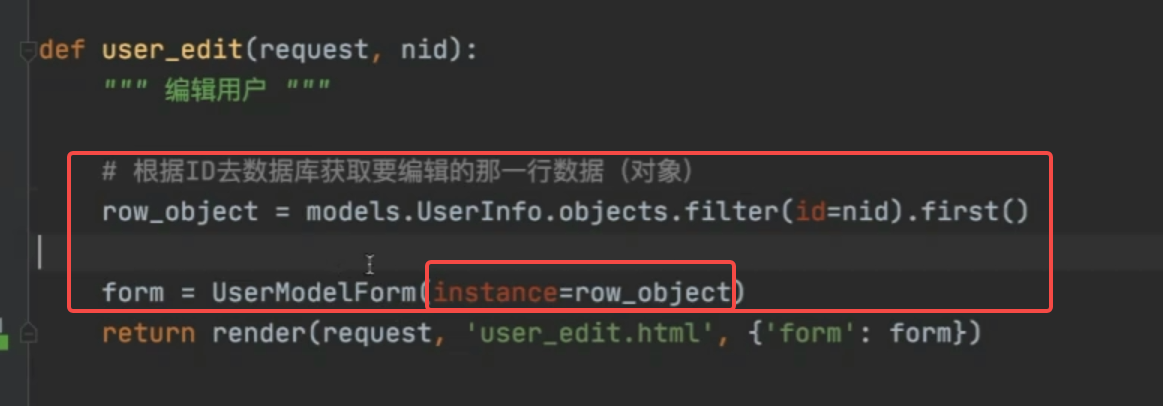 def user_edit(request, nid):
""" 编辑用户 """
# 根据ID去数据库获取要编辑的那一行数据（对象）
row_object = models.UserInfo.objects.filter(id=nid).first()
form = UserModelForm(instance=row_object)
return render(request, 'user_edit.html', {'form': form})